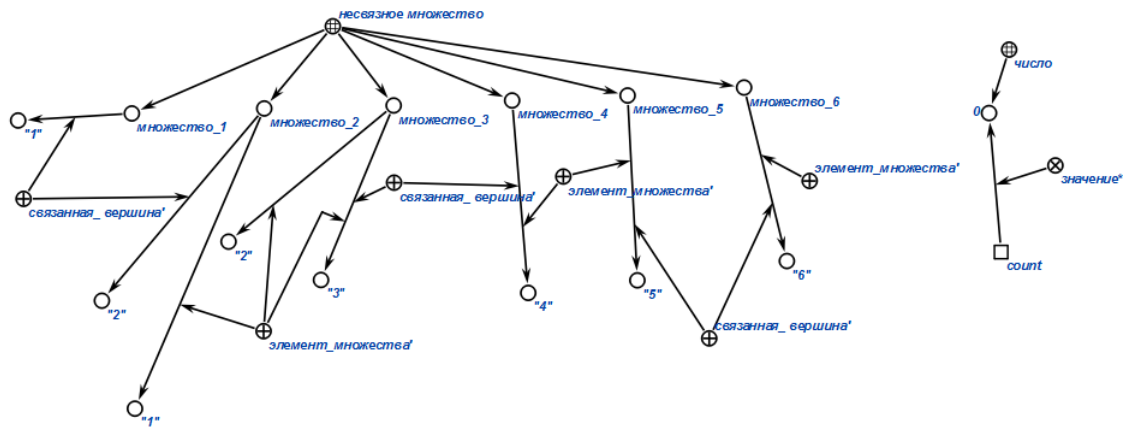 несвязное множество
число
множество_6
0
множество_5
множество_4
множество_3
множество_2
множество_1
"1"
элемент_множества'
значение*
элемент_множества'
связанная_ вершина'
связанная_ вершина'
"2"
"6"
count
"3"
"5"
"4"
"2"
связанная_ вершина'
элемент_множества'
"1"